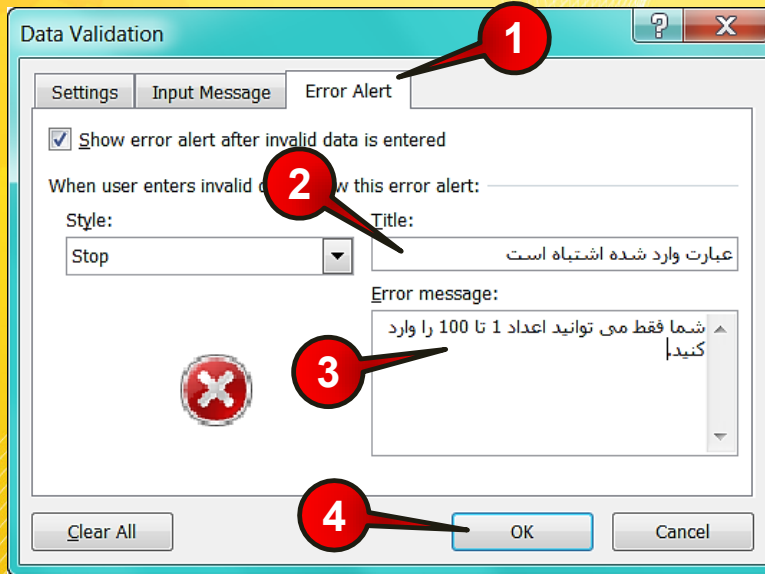 Data Validation
1
Settings
Input Message
Error Alert
Show error alert after invalid data is entered
2
When user enters invalid
w this error alert:
Style:
Title:
Stop
عبارت وارد شده اشتباه است
Error message:
شما فقط می توانید اعداد 1 تا 100 را وارد
کنید.
3
4
Clear All
OK
Cancel